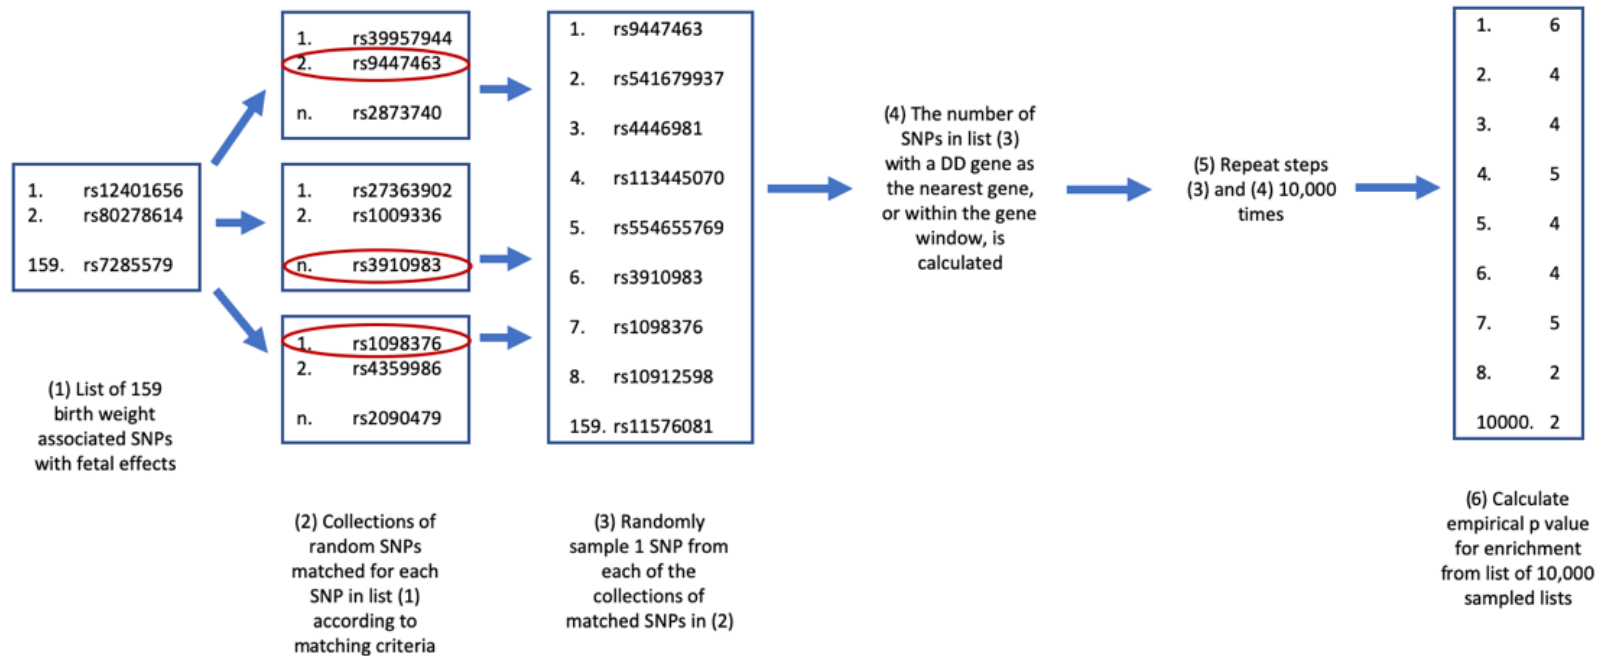 1. rs12401656
2. rs80278614
159. rs7285579
(1) List of 159
birth weight
associated SNPs
with fetal effects
1. rs39957944
2. rs9447463
n. rs2873740
1. rs27363902
2. rs1009336
n. rs3910983
1. rs1098376
2. rs4359986
n. rs2090479
(2) Collections of
random SNPs
matched for each
SNP in list (1)
according to
matching criteria
1. rs9447463
2. rs541679937
3. rs4446981
4. rs113445070
5. rs554655769
6. rs3910983
7. rs1098376
8. rs10912598
159. rs11576081
(3) Randomly
sample 1 SNP from
each of the
collections of
matched SNPs in (2)
(4) The number of
SNPs in list (3)
with a DD gene as
the nearest gene,
or within the gene
window, is
calculated
(5) Repeat steps
(3) and (4) 10,000
times
1. 6
2. 4
3. 4
4. 5
5. 4
6. 4
7. 5
8. 2
10000. 2
(6) Calculate
empirical p value
for enrichment
from list of 10,000
sampled lists